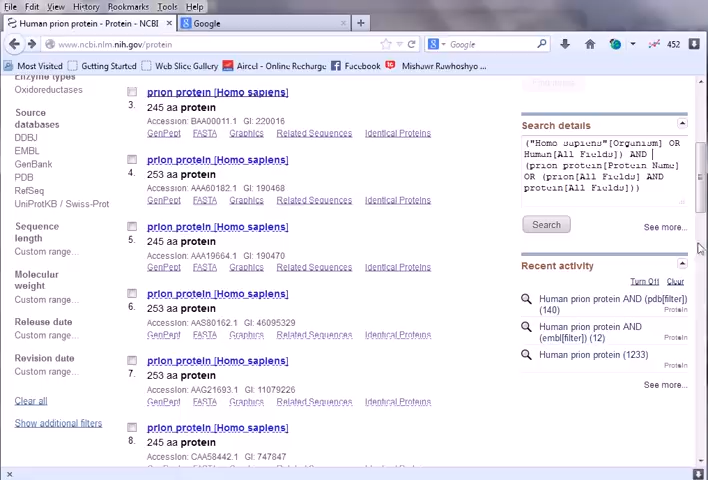 File Edit View History Bookmarks Tools Help
Human prion protein - Protein - NCBI × Google × +
www.ncbi.nlm.nih.gov/protein Google 452
Most Visited Getting Started Web Slice Gallery Aircel - Online Recharge Facebook Mishawr Rawhoshyo ...
Enzyme types
Oxidoreductases
Source
databases
DDBJ
EMBL
GenBank
PDB
RefSeq
UniProtKB / Swiss-Prot
Sequence
length
Custom range...
Molecular
weight
Custom range...
Release date
Custom range...
Revision date
Custom range...
Clear all
Show additional filters
prion protein [Homo sapiens]
3. 245 aa protein
Accession: BAA00011.1 GI: 220016
GenPept FASTA Graphics Related Sequences Identical Proteins
prion protein [Homo sapiens]
4. 253 aa protein
Accession: AAA60182.1 GI: 190468
GenPept FASTA Graphics Related Sequences Identical Proteins
prion protein [Homo sapiens]
5. 245 aa protein
Accession: AAA19664.1 GI: 190470
GenPept FASTA Graphics Related Sequences Identical Proteins
prion protein [Homo sapiens]
6. 253 aa protein
Accession: AAS80162.1 GI: 46095329
GenPept FASTA Graphics Related Sequences Identical Proteins
prion protein [Homo sapiens]
7. 253 aa protein
Accession: AAG21693.1 GI: 11079226
GenPept FASTA Graphics Related Sequences Identical Proteins
prion protein [Homo sapiens]
8. 245 aa protein
Accession: CAA58442.1 GI: 747847
Search details
("Homo sapiens"[Organism] OR
Human[All Fields]) AND
(prion protein[Protein Name]
OR (prion[All Fields] AND
protein[All Fields]))
Search See more...
Recent activity
Turn Off Clear
Human prion protein AND (pdb[filter])
(140) Protein
Human prion protein AND
(embl[filter]) (12) Protein
Human prion protein (1233)
Protein
See more...